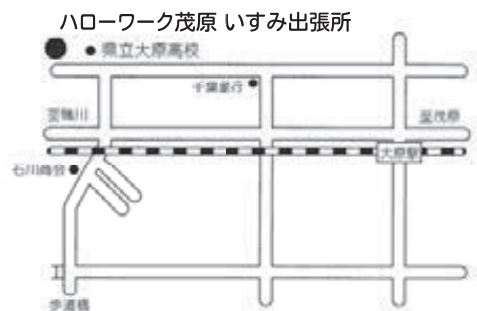 ハローワーク茂原 いすみ出張所
県立大原高校
千葉銀行
至鴨川
至茂原
大原駅
石川商会
歩道橋